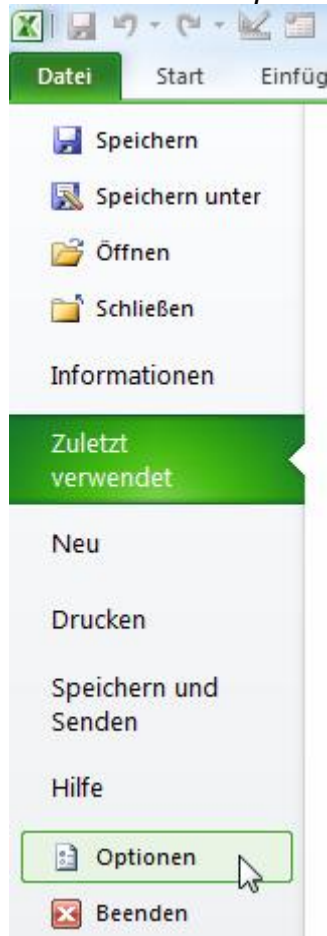 Datei Start Einfüg
Speichern
Speichern unter
Öffnen
Schließen
Informationen
Zuletzt
verwendet
Neu
Drucken
Speichern und
Senden
Hilfe
Optionen
Beenden